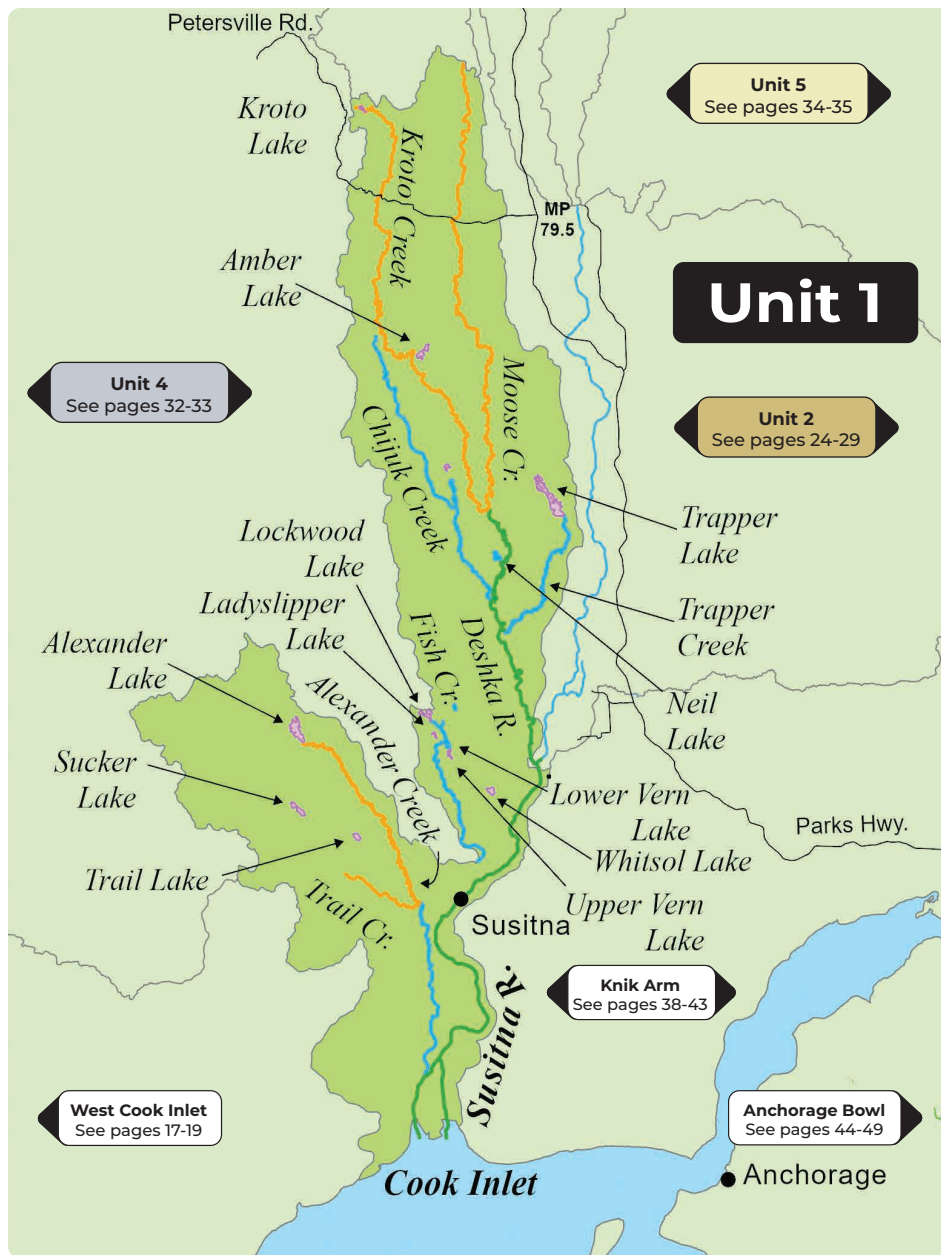 Petersville Rd.
Unit 5
See pages 34-35
Kroto
Lake
Kroto Creek
MP
79.5
Amber
Lake
Unit 1
Unit 4
See pages 32-33
Moose Cr.
Unit 2
See pages 24-29
Chijuk Creek
Trapper
Lake
Lockwood
Lake
Ladyslipper
Lake
Trapper
Creek
Fish Cr.
Deshka R.
Alexander
Lake
Alexander Creek
Neil
Lake
Sucker
Lake
Lower Vern
Lake
Parks Hwy.
Whitsol Lake
Trail Lake
Trail Cr.
Upper Vern
Lake
Susitna
Knik Arm
See pages 38-43
Susitna R.
West Cook Inlet
See pages 17-19
Anchorage Bowl
See pages 44-49
Anchorage
Cook Inlet